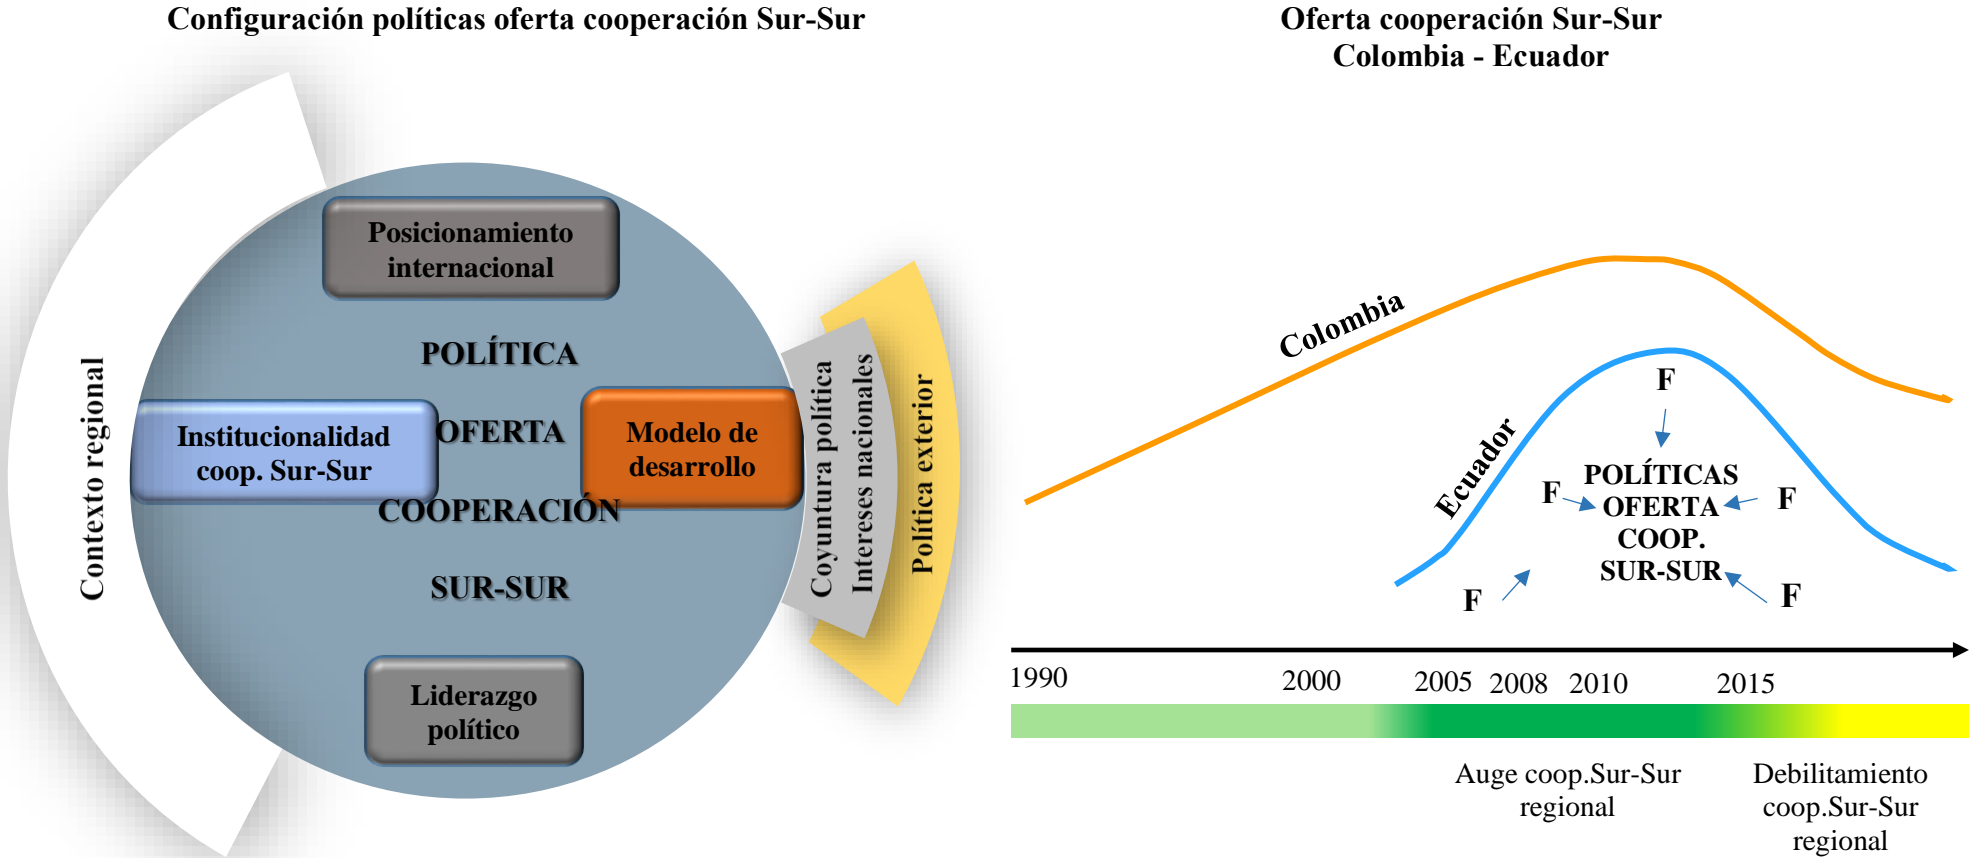 Configuración políticas oferta cooperación Sur-Sur
Contexto regional
Posicionamiento
internacional
POLÍTICA
OFERTA
COOPERACIÓN
SUR-SUR
Institucionalidad
coop. Sur-Sur
Modelo de
desarrollo
Liderazgo
político
Coyuntura política
Intereses nacionales
Política exterior
Oferta cooperación Sur-Sur
Colombia - Ecuador
Colombia
Ecuador
F
F
F
F
F
POLÍTICAS
OFERTA
COOP.
SUR-SUR
1990
2000
2005
2008
2010
2015
Auge coop.Sur-Sur
regional
Debilitamiento
coop.Sur-Sur
regional